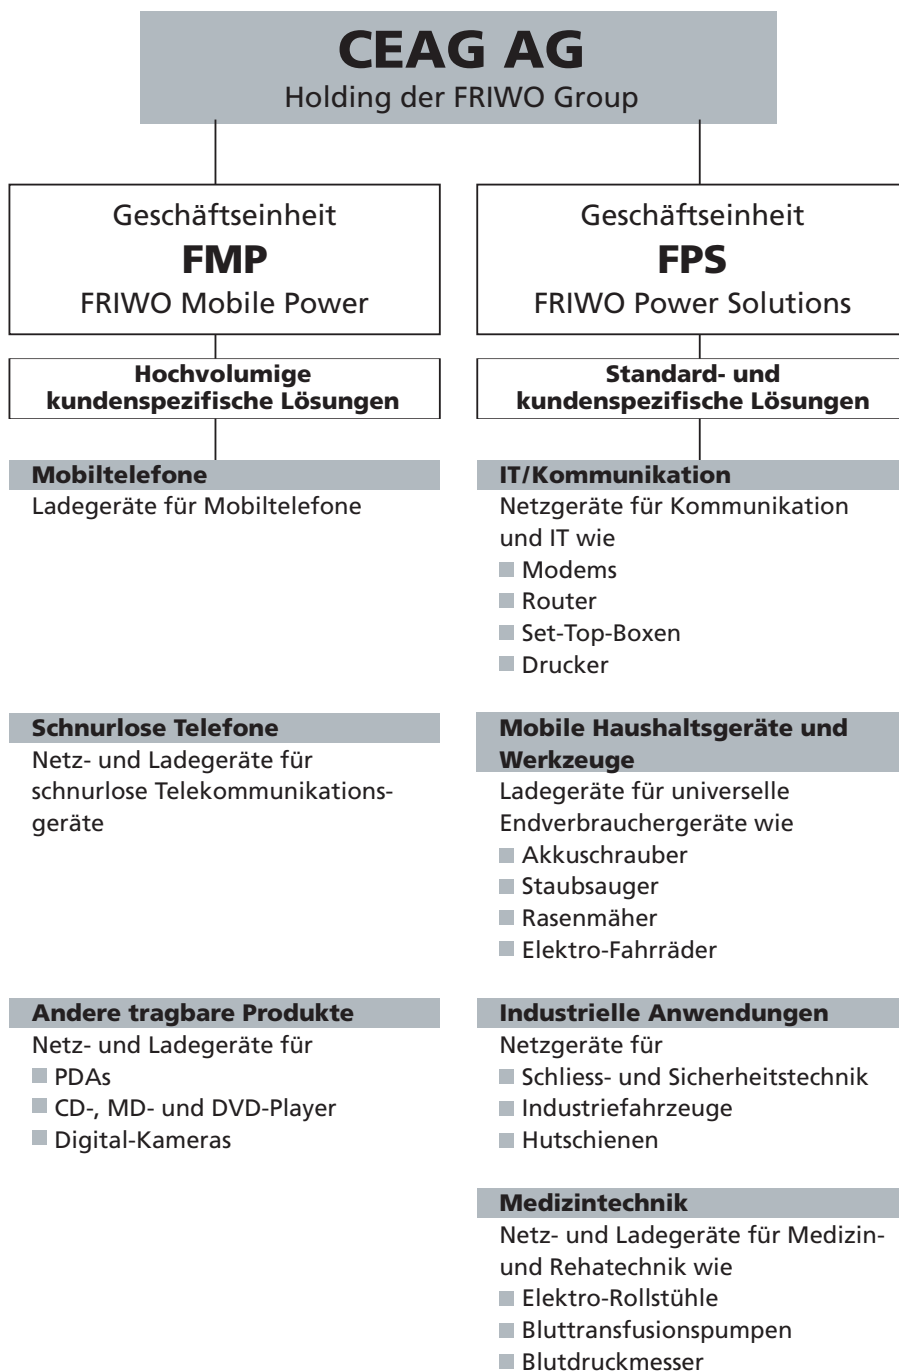 CEAG AG
Holding der FRIWO Group
Geschäftseinheit
FMP
FRIWO Mobile Power
Hochvolumige
kundenspezifische Lösungen
Mobiltelefone
Ladegeräte für Mobiltelefone
Schnurlose Telefone
Netz- und Ladegeräte für
schnurlose Telekommunikations-
geräte
Andere tragbare Produkte
Netz- und Ladegeräte für
PDAs
CD-, MD- und DVD-Player
Digital-Kameras
Geschäftseinheit
FPS
FRIWO Power Solutions
Standard- und
kundenspezifische Lösungen
IT/Kommunikation
Netzgeräte für Kommunikation
und IT wie
Modems
Router
Set-Top-Boxen
Drucker
Mobile Haushaltsgeräte und
Werkzeuge
Ladegeräte für universelle
Endverbrauchergeräte wie
Akkuschrauber
Staubsauger
Rasenmäher
Elektro-Fahrräder
Industrielle Anwendungen
Netzgeräte für
Schliess- und Sicherheitstechnik
Industriefahrzeuge
Hutschienen
Medizintechnik
Netz- und Ladegeräte für Medizin-
und Rehatechnik wie
Elektro-Rollstühle
Bluttransfusionspumpen
Blutdruckmesser